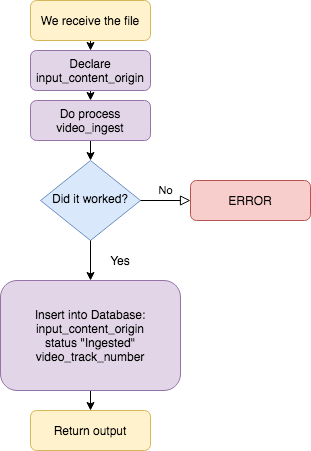 We receive the file
Declare
input_content_origin
Do process
video_ingest
Did it worked?
No
ERROR
Yes
Insert into Database:
input_content_origin
status "Ingested"
video_track_number
Return output